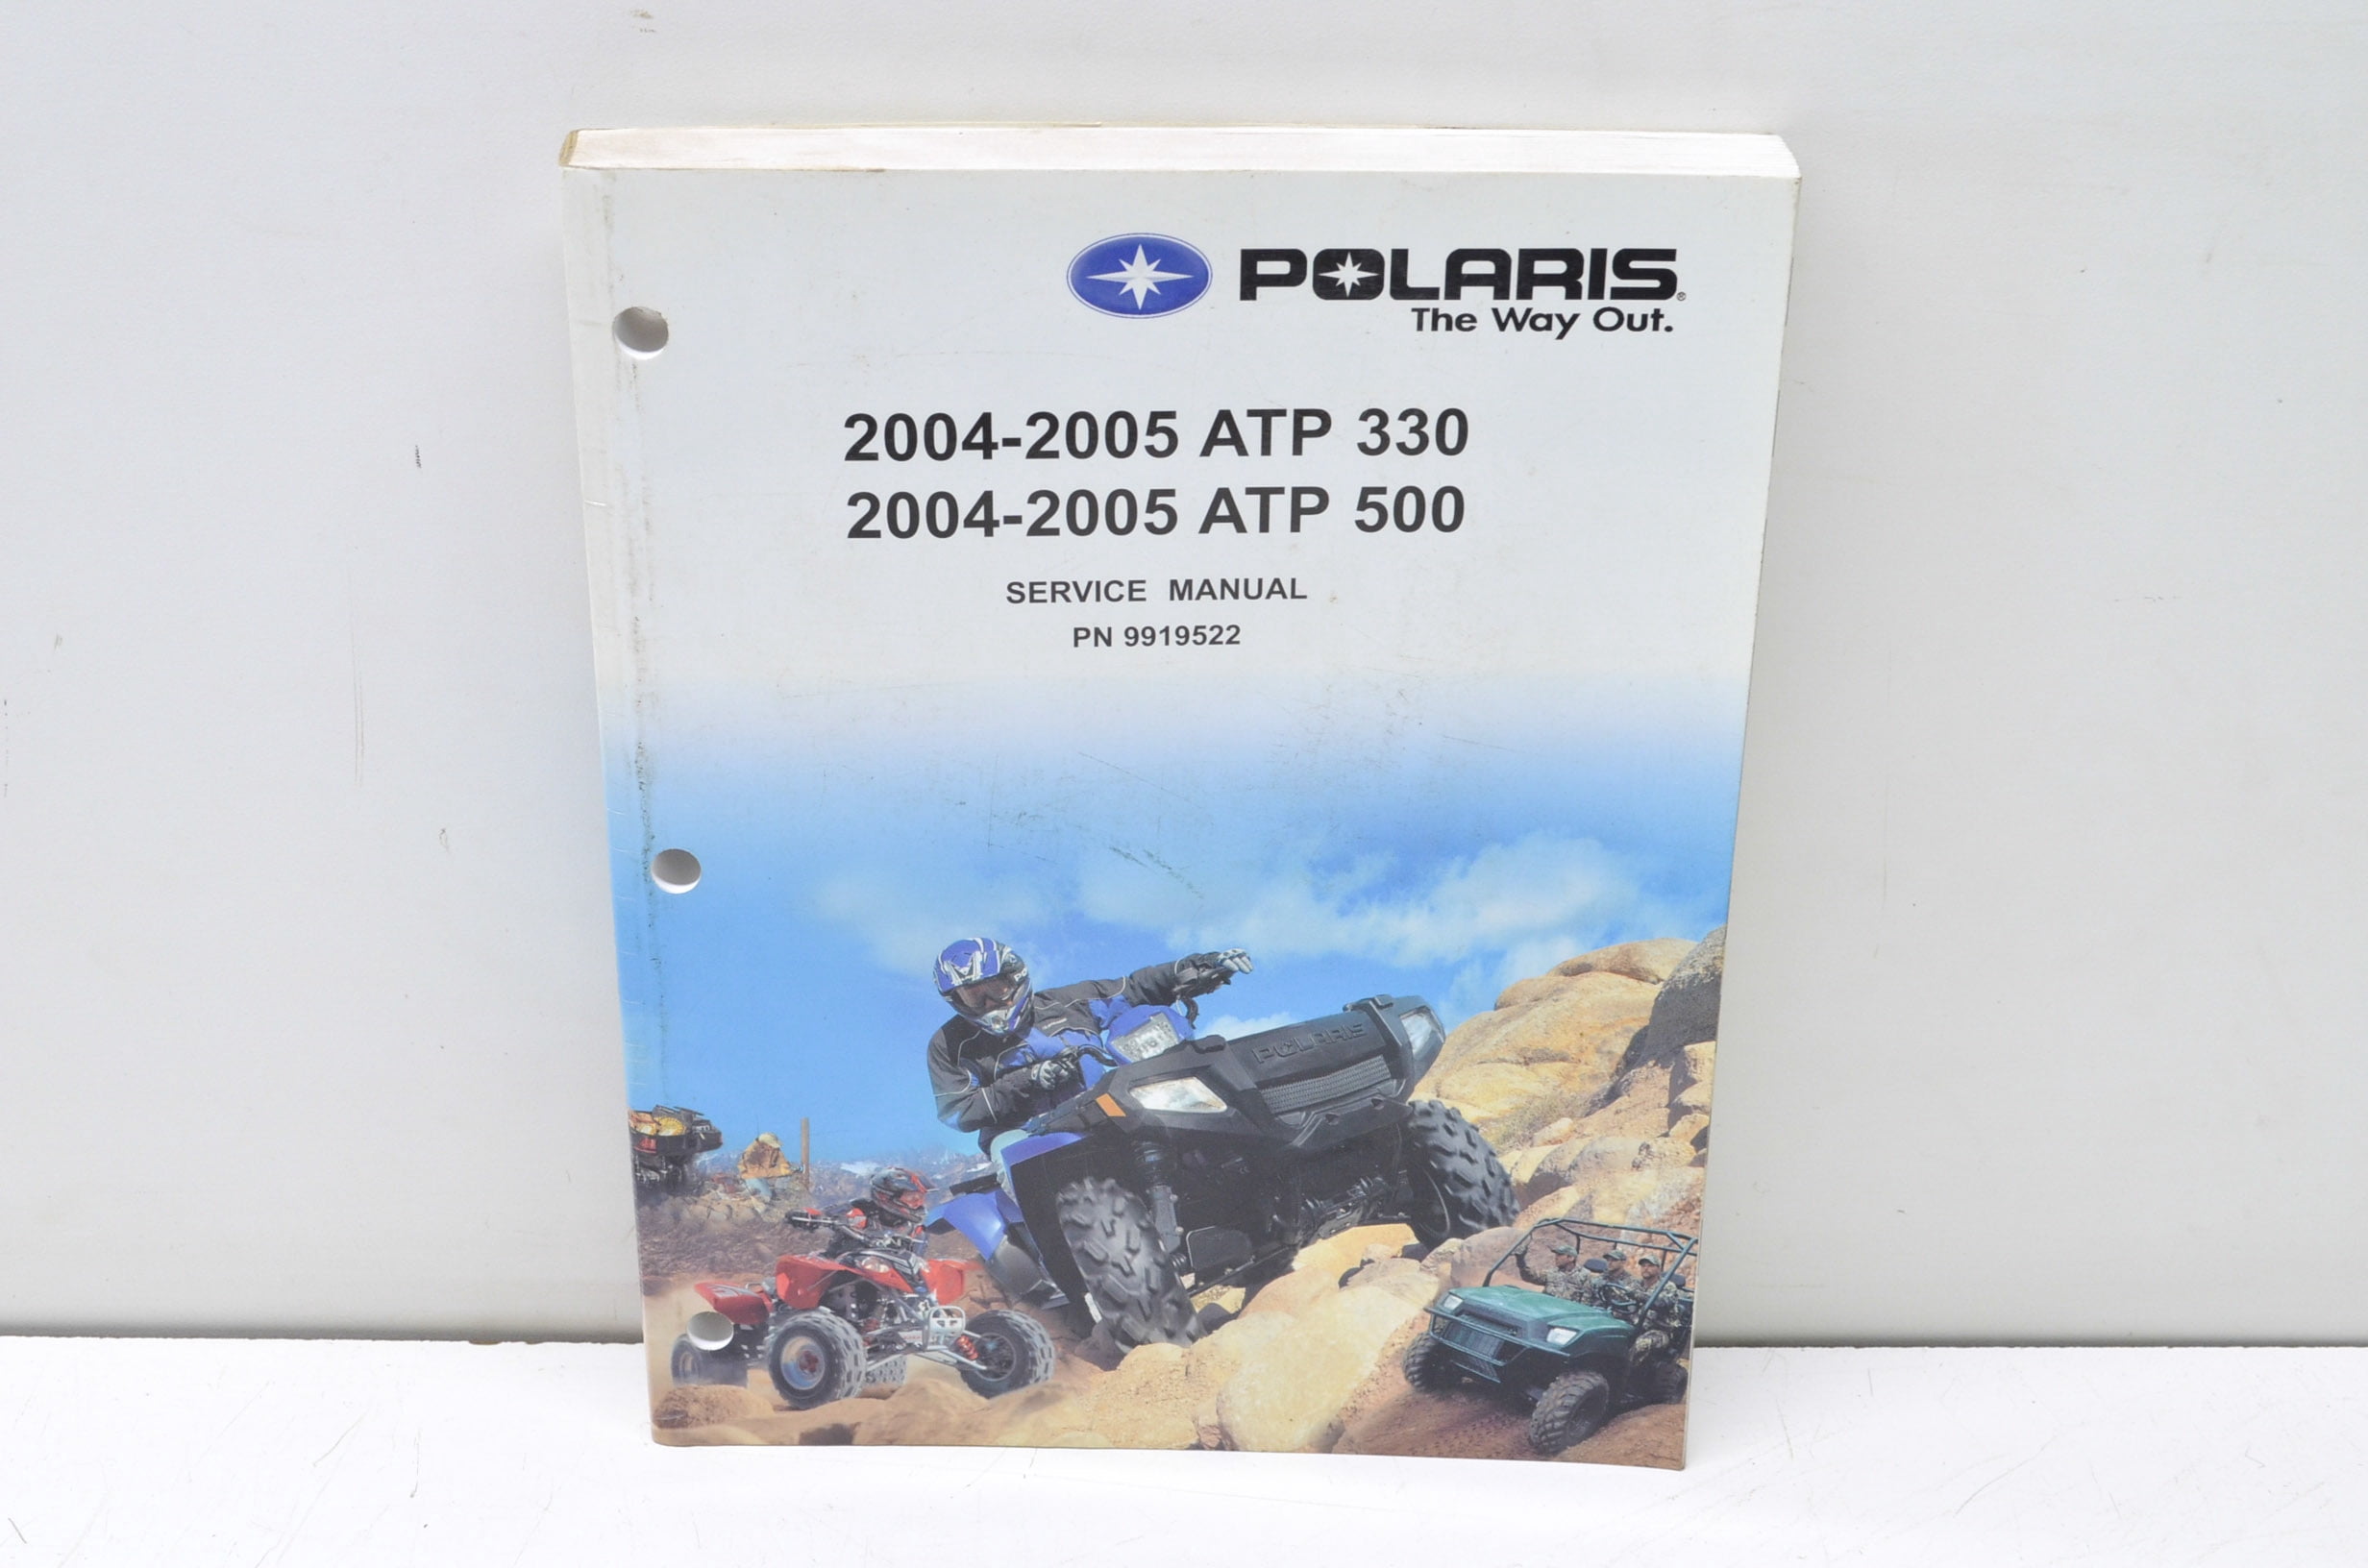 POLARIS®
The Way Out.
2004-2005 ATP 330
2004-2005 ATP 500
SERVICE MANUAL
PN 9919522
POLARIS